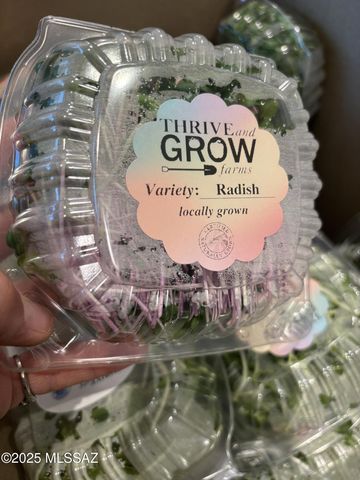 THRIVE and
GROW
farms
Variety: Radish
locally grown
©2025 MLSSAZ